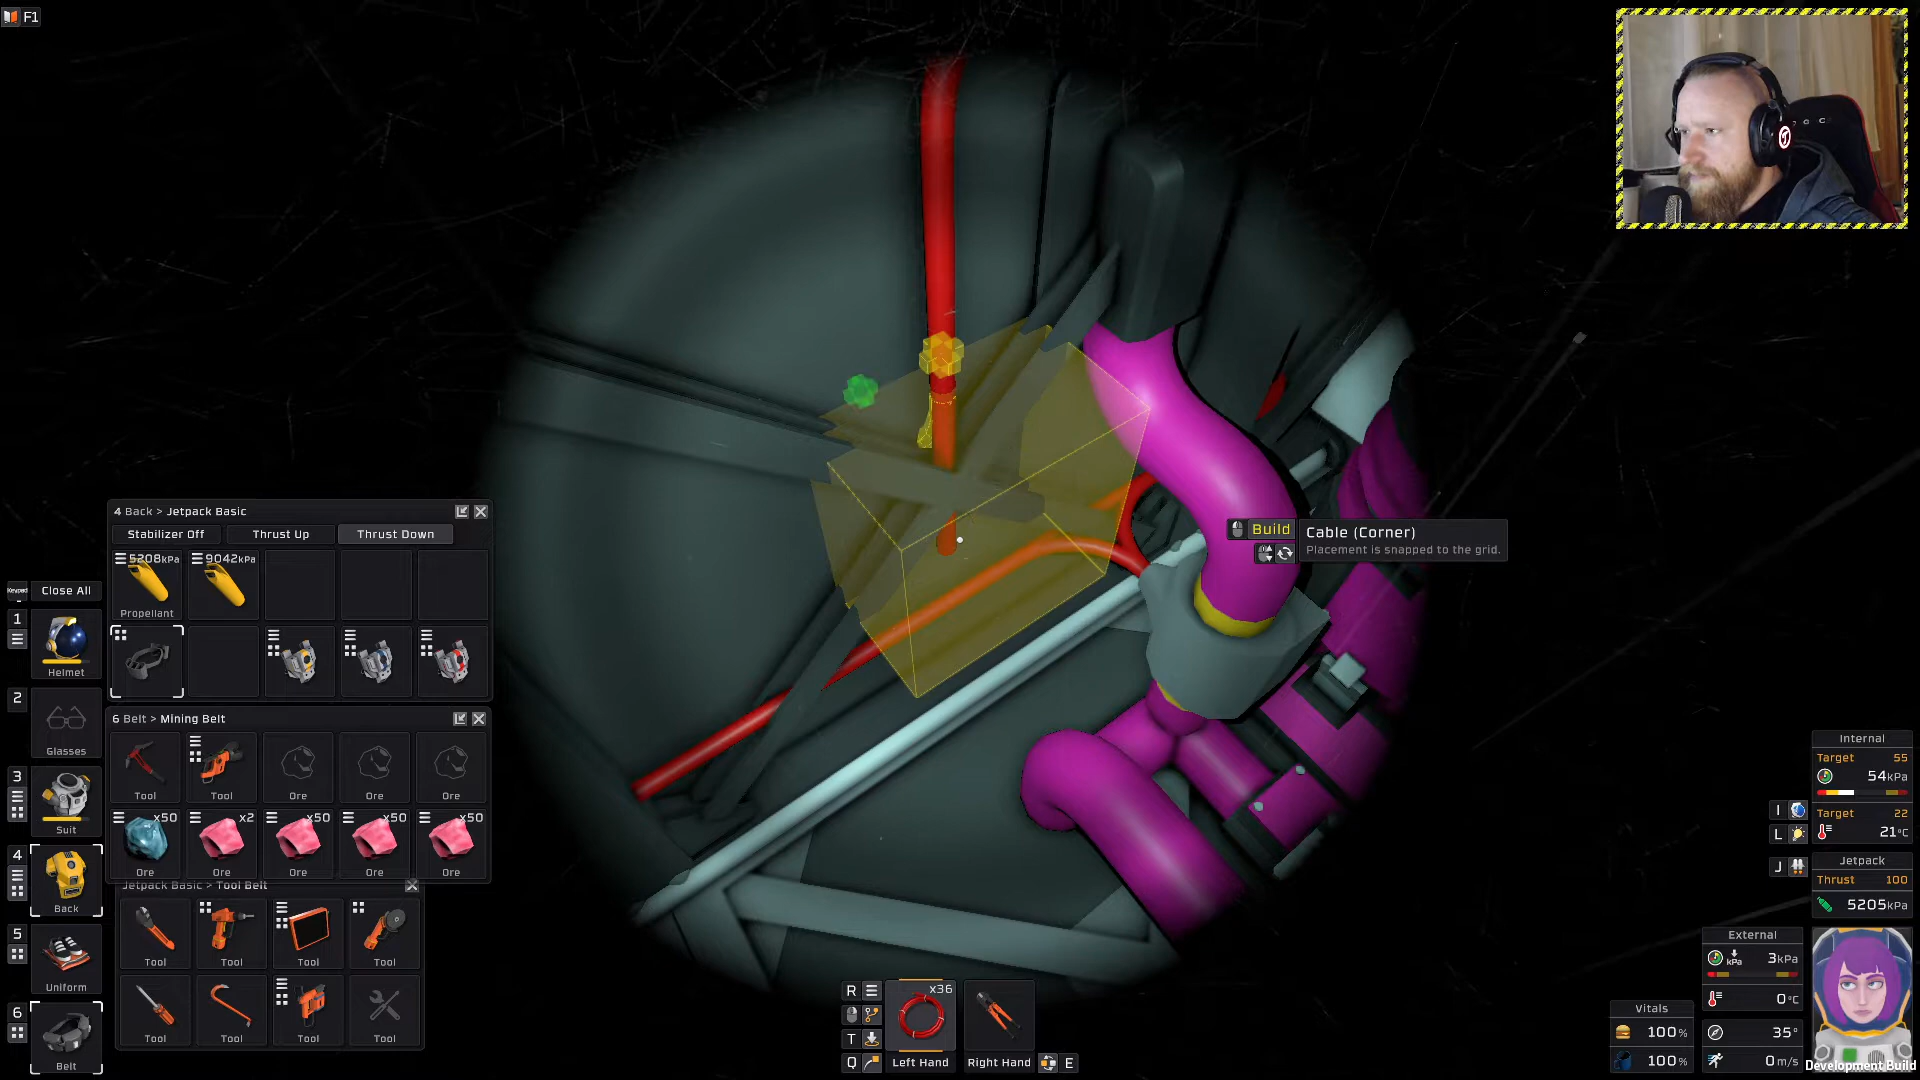 F1
4 Back > Jetpack Basic
Stabilizer Off
Thrust Up
Thrust Down
5208kPa
9042kPa
Propellant
Close All
1
Helmet
2
Glasses
3
Suit
4
Back
5
Uniform
6
Belt
6 Belt > Mining Belt
Tool
Tool
Ore
Ore
Ore
x50
x2
x50
x50
x50
Ore
Ore
Ore
Ore
Ore
Jetpack Basic > Tool Belt
Tool
Tool
Tool
Tool
Tool
Tool
Tool
Tool
Build
Cable (Corner)
Placement is snapped to the grid.
R
x36
T
Q
Left Hand
Right Hand
E
Internal
Target 55
54kPa
I
Target 22
L
21°C
J
Jetpack
Thrust 100
5205kPa
External
kPa
3kPa
0°C
Vitals
100%
35°
100%
0m/s
Development Build